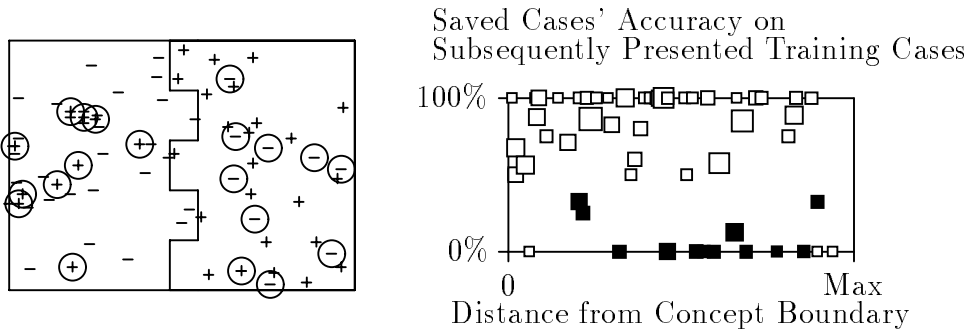 Saved Cases' Accuracy on
Subsequently Presented Training Cases
100%
0%
0
Max
Distance from Concept Boundary